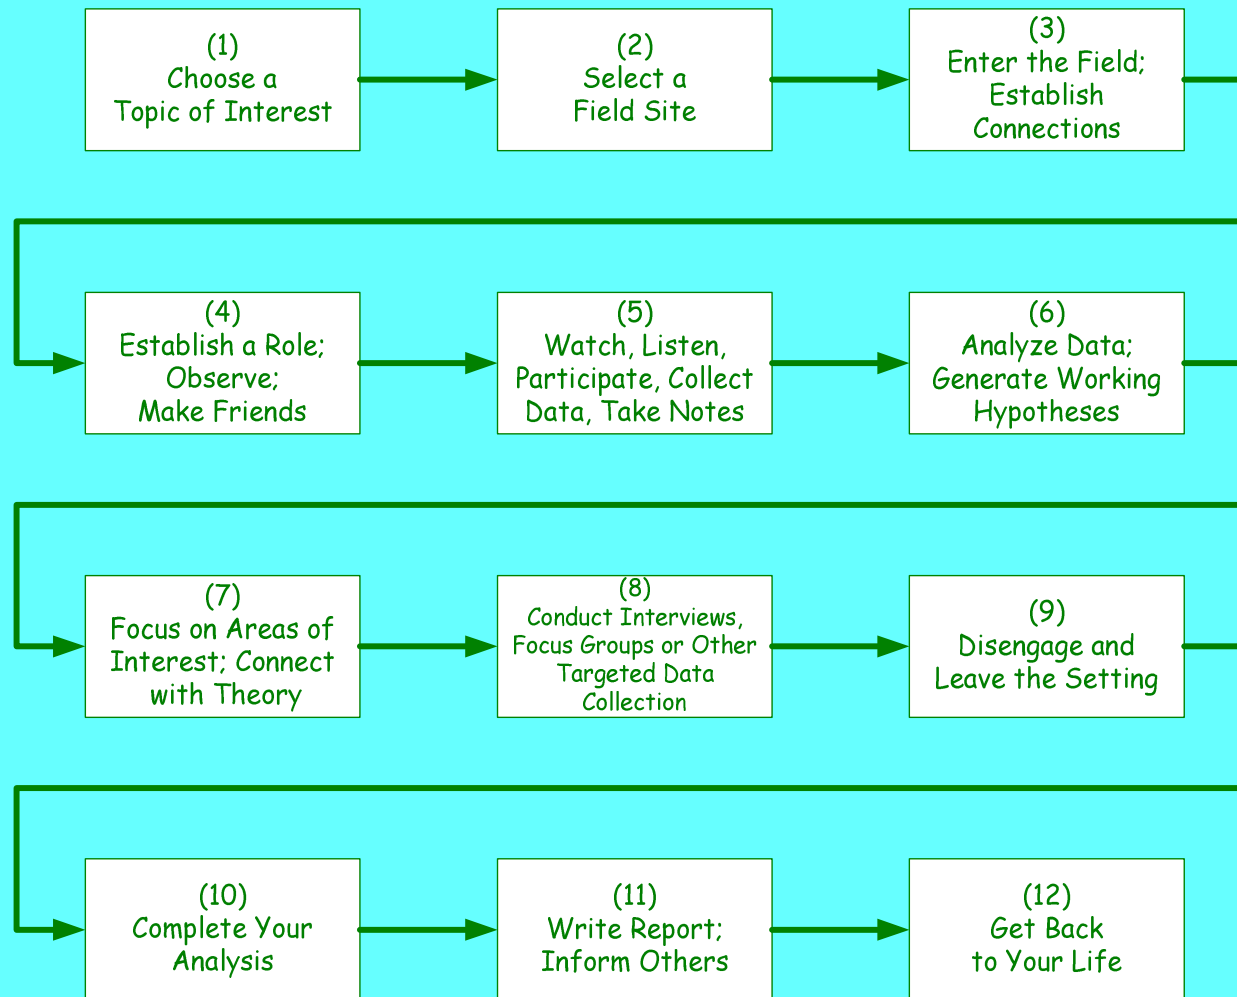 (1)
Choose a
Topic of Interest
(2)
Select a
Field Site
(3)
Enter the Field;
Establish
Connections
(4)
Establish a Role;
Observe;
Make Friends
(5)
Watch, Listen,
Participate, Collect
Data, Take Notes
(6)
Analyze Data;
Generate Working
Hypotheses
(7)
Focus on Areas of
Interest; Connect
with Theory
(8)
Conduct Interviews,
Focus Groups or Other
Targeted Data
Collection
(9)
Disengage and
Leave the Setting
(10)
Complete Your
Analysis
(11)
Write Report;
Inform Others
(12)
Get Back
to Your Life